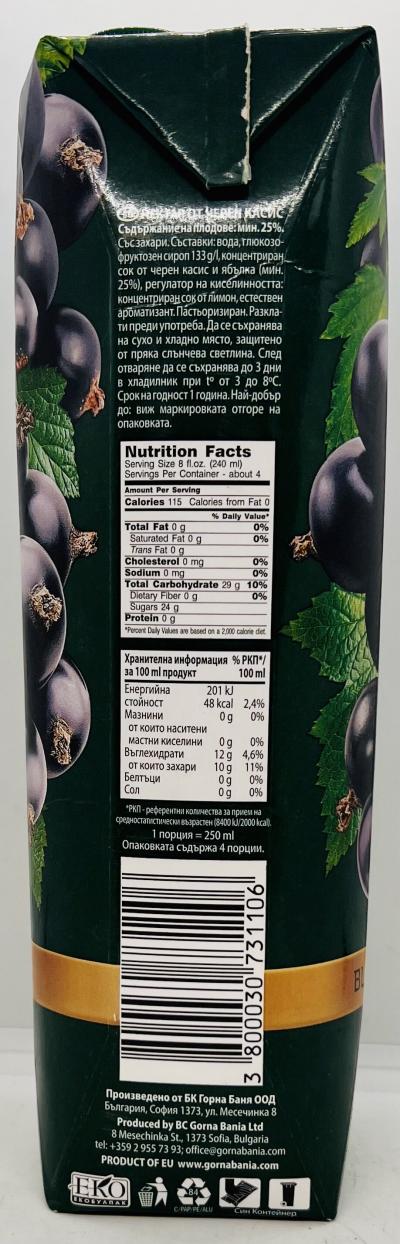 НЕКТАР ОТ ЧЕРЕН КАСИС
Съдържание на плодове: мин. 25%.
Със захари. Съставки: вода, глюкозо-
фруктозен сироп 133 g/l, концентриран
сок от черен касис и ябълка (мин.
25%), регулатор на киселинността:
концентриран сок от лимон, естествен
ароматизант. Пастьоризиран. Разкла-
ти преди употреба. Да се съхранява
на сухо и хладно място, защитено
от пряка слънчева светлина. След
отваряне да се съхранява до 3 дни
в хладилник при t° от 3 до 8ºC.
Срок на годност 1 година. Най-добър
до: виж маркировката отгоре на
опаковката.
Nutrition Facts
Serving Size 8 fl.oz. (240 ml)
Servings Per Container - about 4
Amount Per Serving
Calories 115 Calories from Fat 0
% Daily Value*
Total Fat 0 g 0%
Saturated Fat 0 g 0%
Trans Fat 0 g
Cholesterol 0 mg 0%
Sodium 0 mg 0%
Total Carbohydrate 29 g 10%
Dietary Fiber 0 g 0%
Sugars 24 g
Protein 0 g
*Percent Daily Values are based on a 2,000 calorie diet.
Хранителна информация % РКП*/
за 100 ml продукт 100 ml
Енергийна 201 kJ
стойност 48 kcal 2,4%
Мазнини 0 g 0%
от които наситени
мастни киселини 0 g 0%
Въглехидрати 12 g 4,6%
от които захари 10 g 11%
Белтъци 0 g 0%
Сол 0 g 0%
*РКП - референтни количества за прием на
средностатистически възрастен (8400 kJ/2000 kcal).
1 порция = 250 ml
Опаковката съдържа 4 порции.
3 800030 731106
Произведено от БК Горна Баня ООД
България, София 1373, ул. Месечинка 8
Produced by BC Gorna Bania Ltd
8 Mesechinka St., 1373 Sofia, Bulgaria
tel: +359 2 955 73 93; office@gornabania.com
PRODUCT OF EU www.gornabania.com
ЕКО
ЕКОБУЛПАК
84
C/PAP/PE/ALU
Син Контейнер